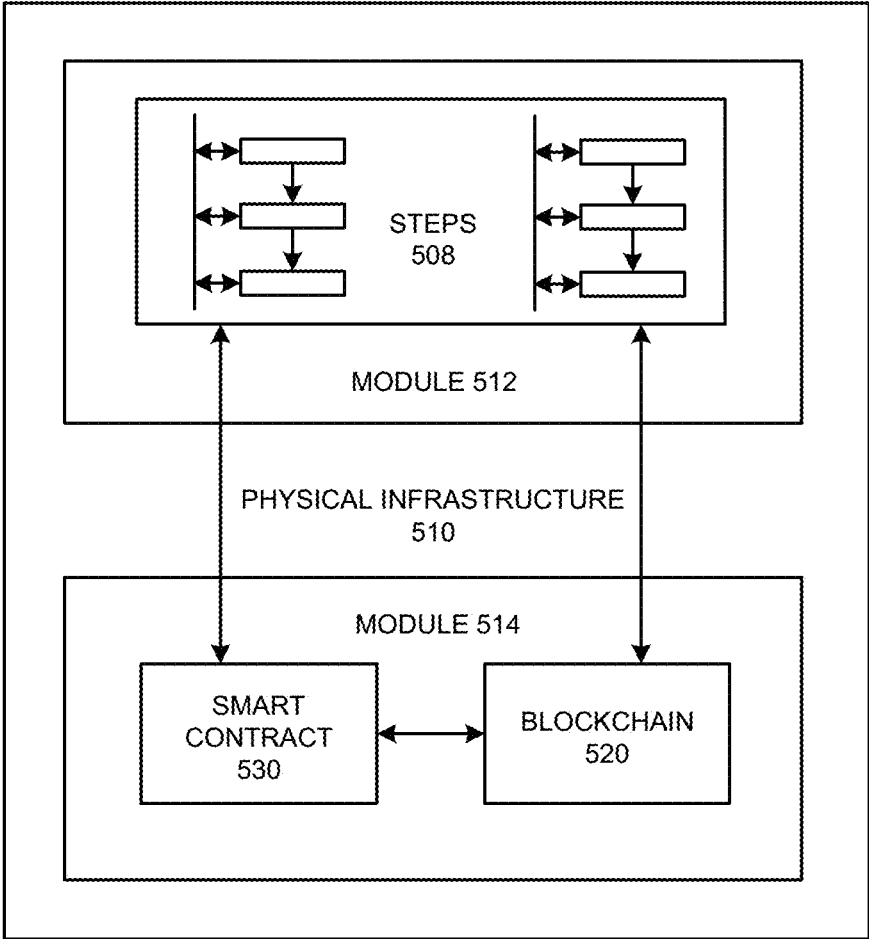 STEPS
508
MODULE 512
PHYSICAL INFRASTRUCTURE
510
MODULE 514
SMART
CONTRACT
530
BLOCKCHAIN
520